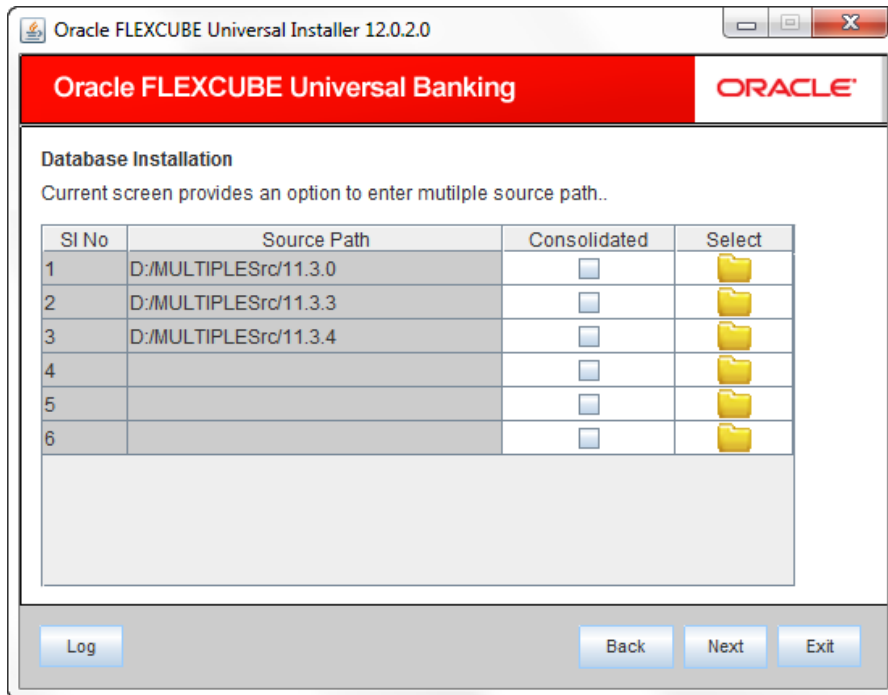 Oracle FLEXCUBE Universal Installer 12.0.2.0
Oracle FLEXCUBE Universal Banking ORACLE
Database Installation
Current screen provides an option to enter mutilple source path..
Sl No Source Path Consolidated Select
1 D:/MULTIPLESrc/11.3.0
2 D:/MULTIPLESrc/11.3.3
3 D:/MULTIPLESrc/11.3.4
4
5
6
Log Back Next Exit